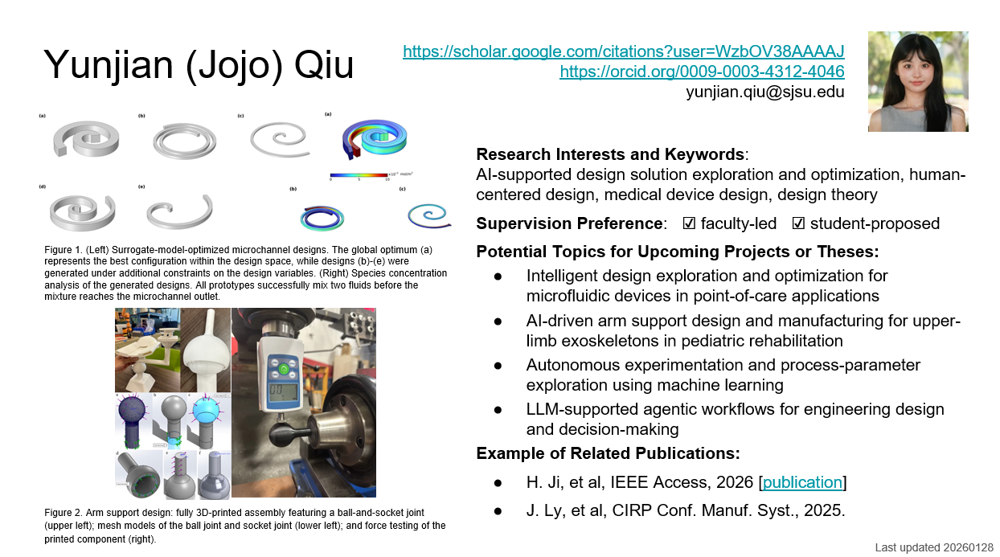 Yunjian (Jojo) Qiu
https://scholar.google.com/citations?user=WzbOV38AAAAJ
https://orcid.org/0009-0003-4312-4046
yunjian.qiu@sjsu.edu
(a)
(b)
(c)
(a)
(d)
(e)
(b)
(c)
0
5
10
Figure 1. (Left) Surrogate-model-optimized microchannel designs. The global optimum (a)
represents the best configuration within the design space, while designs (b)-(e) were
generated under additional constraints on the design variables. (Right) Species concentration
analysis of the generated designs. All prototypes successfully mix two fluids before the
mixture reaches the microchannel outlet.
a
b
c
d
e
f
Figure 2. Arm support design: fully 3D-printed assembly featuring a ball-and-socket joint
(upper left); mesh models of the ball joint and socket joint (lower left); and force testing of the
printed component (right).
Research Interests and Keywords:
AI-supported design solution exploration and optimization, human-
centered design, medical device design, design theory
Supervision Preference: ☑ faculty-led ☑ student-proposed
Potential Topics for Upcoming Projects or Theses:
● Intelligent design exploration and optimization for
microfluidic devices in point-of-care applications
● AI-driven arm support design and manufacturing for upper-
limb exoskeletons in pediatric rehabilitation
● Autonomous experimentation and process-parameter
exploration using machine learning
● LLM-supported agentic workflows for engineering design
and decision-making
Example of Related Publications:
● H. Ji, et al, IEEE Access, 2026 [publication]
● J. Ly, et al, CIRP Conf. Manuf. Syst., 2025.
Last updated 20260128